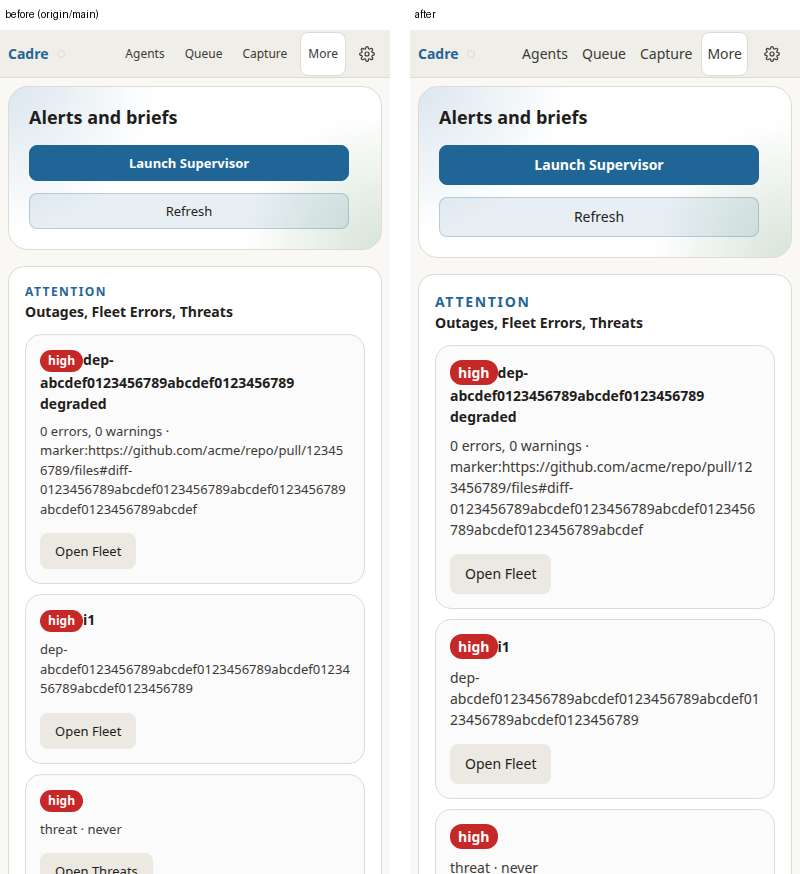 before (origin/main)
Cadre Agents Queue Capture More
Alerts and briefs
Launch Supervisor
Refresh
ATTENTION
Outages, Fleet Errors, Threats
high dep-
abcdef0123456789abcdef0123456789
degraded
0 errors, 0 warnings ·
marker:https://github.com/acme/repo/pull/12345
6789/files#diff-
0123456789abcdef0123456789abcdef0123456789
abcdef0123456789abcdef
Open Fleet
high i1
dep-
abcdef0123456789abcdef0123456789abcdef01234
56789abcdef0123456789
Open Fleet
high
threat · never
Open Threats
after
Cadre Agents Queue Capture More
Alerts and briefs
Launch Supervisor
Refresh
ATTENTION
Outages, Fleet Errors, Threats
high dep-
abcdef0123456789abcdef0123456789
degraded
0 errors, 0 warnings ·
marker:https://github.com/acme/repo/pull/12
3456789/files#diff-
0123456789abcdef0123456789abcdef0123456
789abcdef0123456789abcdef
Open Fleet
high i1
dep-
abcdef0123456789abcdef0123456789abcdef01
23456789abcdef0123456789
Open Fleet
high
threat · never